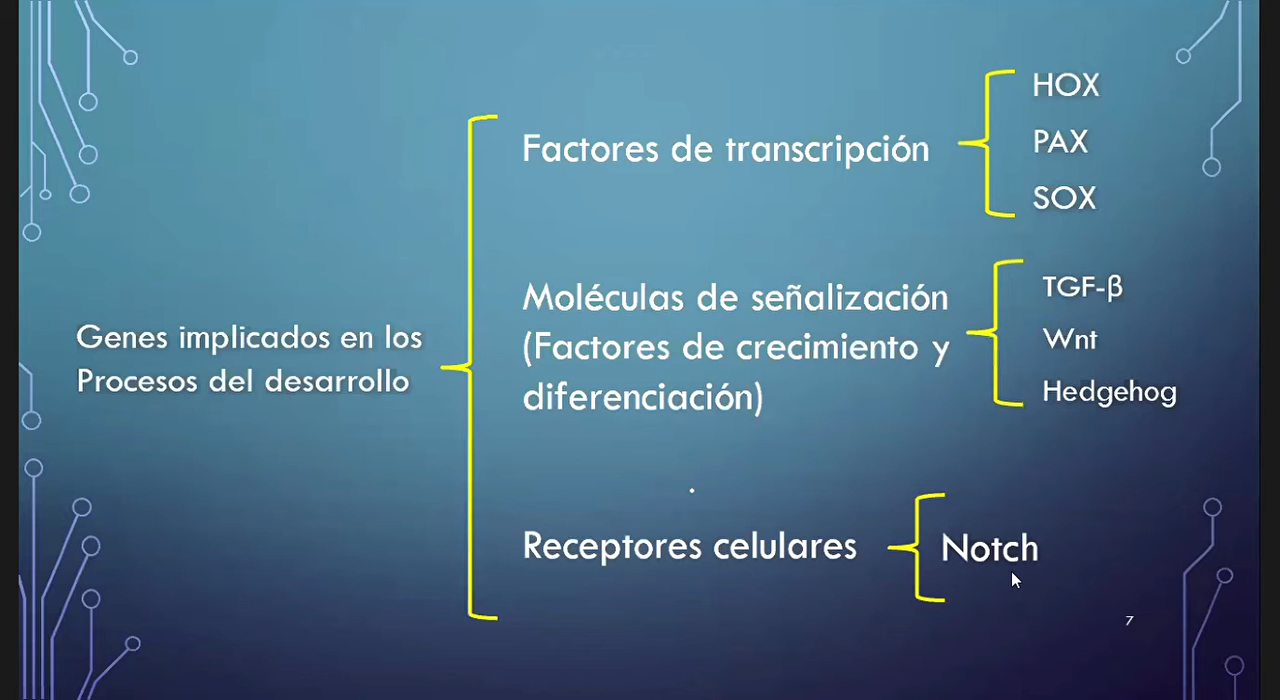 Genes implicados en los
Procesos del desarrollo
Factores de transcripción
HOX
PAX
SOX
Moléculas de señalización
(Factores de crecimiento y
diferenciación)
TGF-β
Wnt
Hedgehog
Receptores celulares
Notch
7